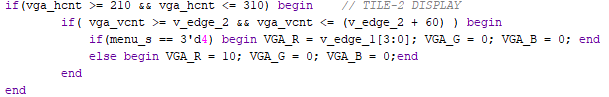 if(vga_hcnt >= 210 && vga_hcnt <= 310) begin // TILE-2 DISPLAY
if( vga_vcnt >= v_edge_2 && vga_vcnt <= (v_edge_2 + 60) ) begin
if(menu_s == 3'd4) begin VGA_R = v_edge_1[3:0]; VGA_G = 0; VGA_B = 0; end
else begin VGA_R = 10; VGA_G = 0; VGA_B = 0;end
end
end